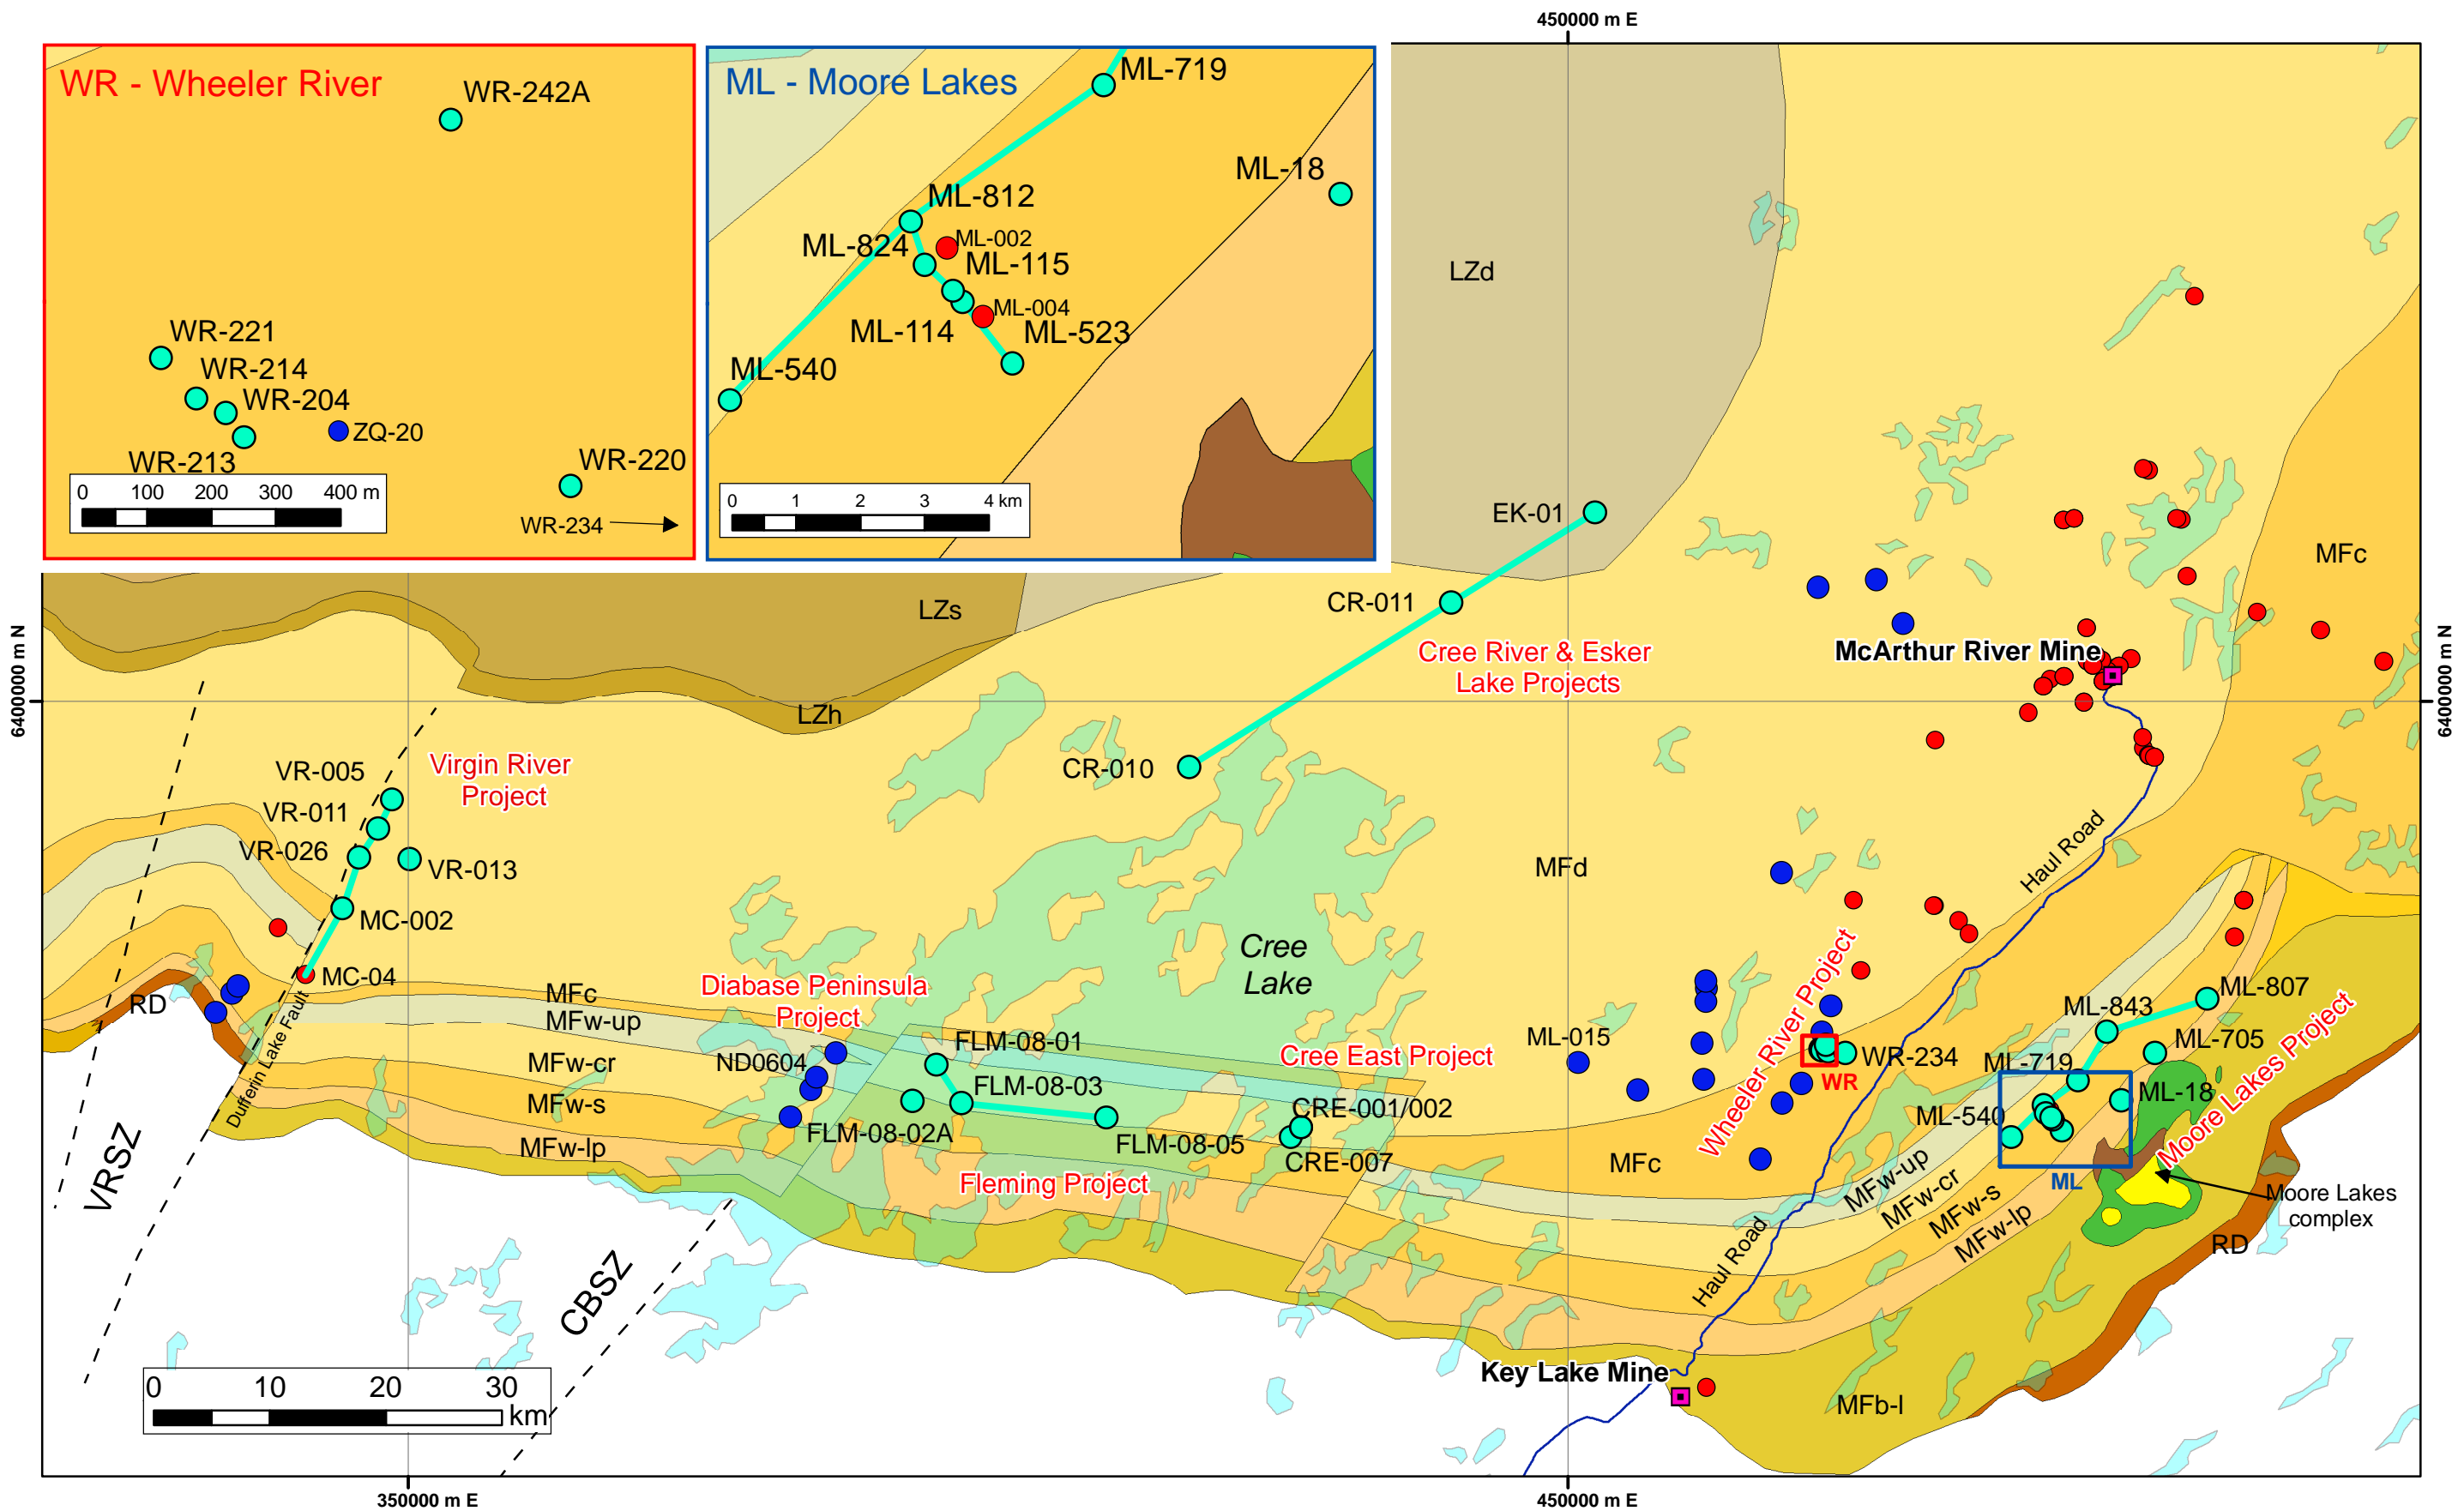 450000 m E
WR - Wheeler River
WR-242A
WR-221
WR-214
WR-204
ZQ-20
WR-213
WR-220
WR-234
0 100 200 300 400 m
ML - Moore Lakes
ML-719
ML-18
ML-812
ML-824
ML-002
ML-115
ML-004
ML-114
ML-523
ML-540
0 1 2 3 4 km
LZd
EK-01
MFc
CR-011
LZs
Cree River & Esker
Lake Projects
McArthur River Mine
6400000 m N
6400000 m N
LZh
CR-010
VR-005
Virgin River
Project
VR-011
VR-026
VR-013
MC-002
MC-04
MFd
Haul Road
Cree
Lake
Diabase Peninsula
Project
RD
MFc
MFw-up
MFw-cr
MFw-s
MFw-lp
Dufferin Lake Fault
ND0604
FLM-08-01
FLM-08-03
FLM-08-02A
FLM-08-05
Fleming Project
Cree East Project
CRE-001/002
CRE-007
ML-015
Wheeler River Project
WR-234
WR
ML-807
ML-843
ML-705
ML-719
ML-18
ML-540
ML
Moore Lakes Project
MFc
MFw-up
MFw-cr
MFw-s
MFw-lp
Moore Lakes
complex
RD
VRSZ
CBSZ
Haul Road
Key Lake Mine
MFb-l
0 10 20 30
km
350000 m E
450000 m E